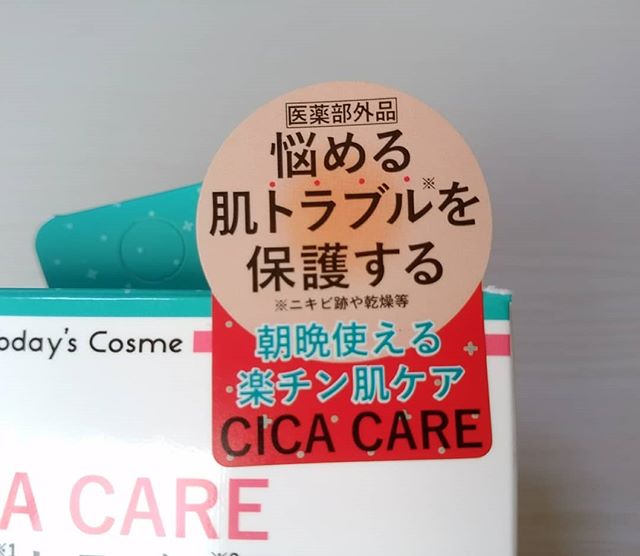 医薬部外品
悩める
肌トラブル※を
保護する
※ニキビ跡や乾燥等
朝晩使える
楽チン肌ケア
CICA CARE
oday's Cosme
A CARE
※1